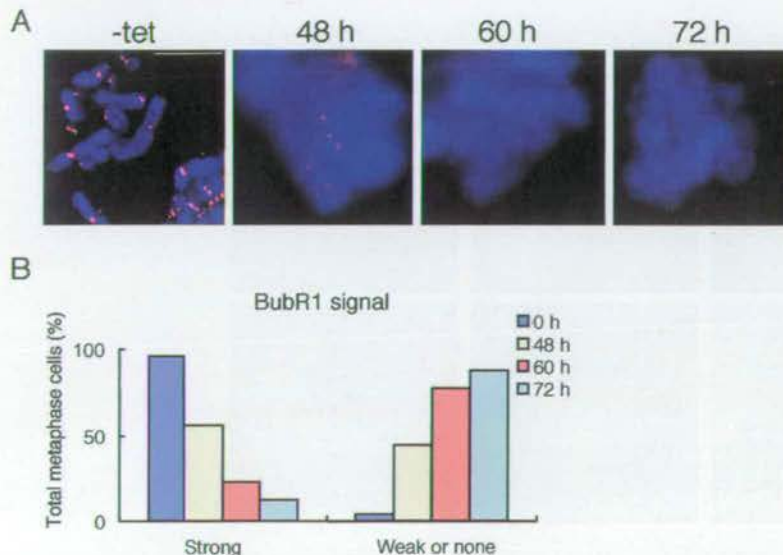 A
-tet 48 h 60 h 72 h
B
BubR1 signal
Total metaphase cells (%)
100
50
0
0 h
48 h
60 h
72 h
Strong Weak or none